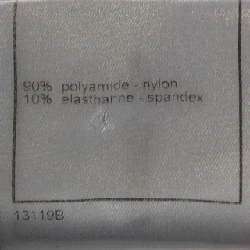 90% polyamide - nylon
10% elasthanne - spandex
13119B